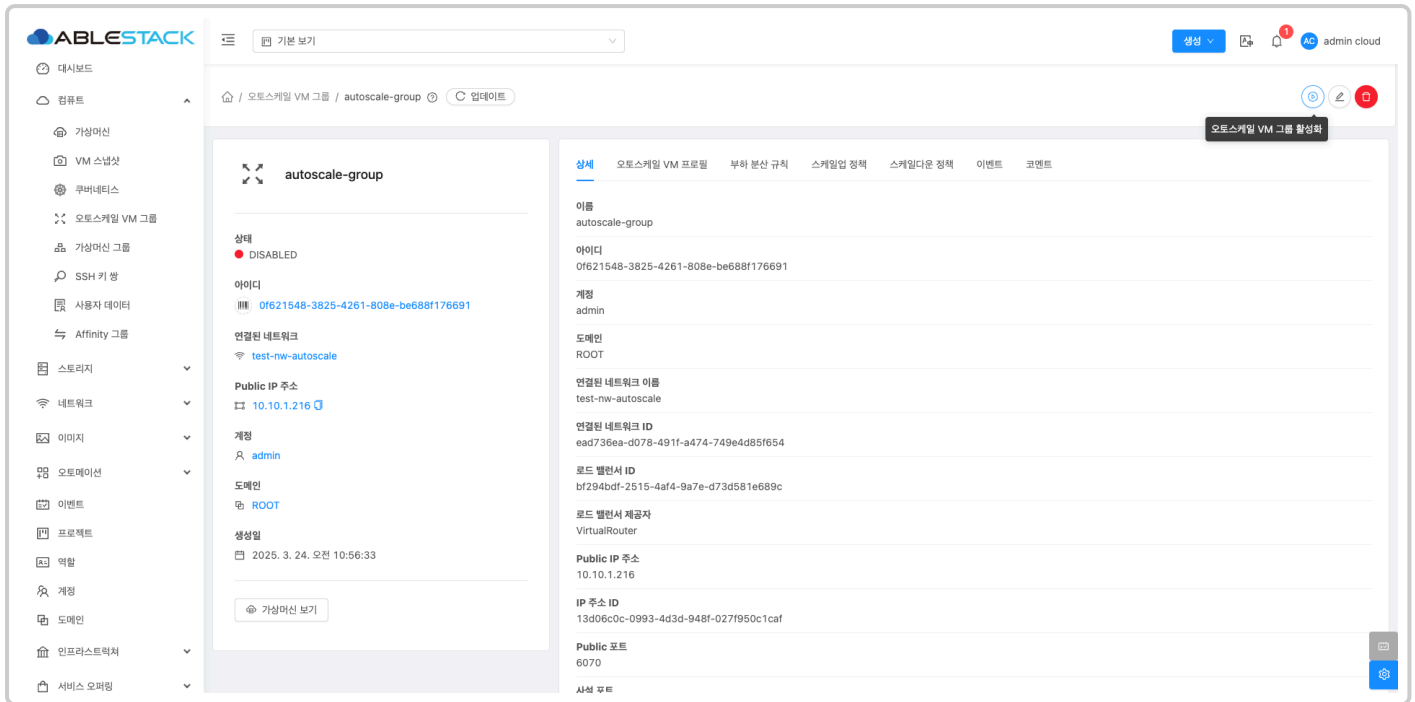 ABLESTACK
기본 보기
생성
1
AC
admin cloud
대시보드
컴퓨트
가상머신
VM 스냅샷
쿠버네티스
오토스케일 VM 그룹
가상머신 그룹
SSH 키 쌍
사용자 데이터
Affinity 그룹
스토리지
네트워크
이미지
오토메이션
이벤트
프로젝트
역할
계정
도메인
인프라스트럭쳐
서비스 오퍼링
/ 오토스케일 VM 그룹 / autoscale-group
업데이트
오토스케일 VM 그룹 활성화
autoscale-group
상태
DISABLED
아이디
0f621548-3825-4261-808e-be688f176691
연결된 네트워크
test-nw-autoscale
Public IP 주소
10.10.1.216
계정
admin
도메인
ROOT
생성일
2025. 3. 24. 오전 10:56:33
가상머신 보기
상세 오토스케일 VM 프로필 부하 분산 규칙 스케일업 정책 스케일다운 정책 이벤트 코멘트
이름
autoscale-group
아이디
0f621548-3825-4261-808e-be688f176691
계정
admin
도메인
ROOT
연결된 네트워크 이름
test-nw-autoscale
연결된 네트워크 ID
ead736ea-d078-491f-a474-749e4d85f654
로드 밸런서 ID
bf294bdf-2515-4af4-9a7e-d73d581e689c
로드 밸런서 제공자
VirtualRouter
Public IP 주소
10.10.1.216
IP 주소 ID
13d06c0c-0993-4d3d-948f-027f950c1caf
Public 포트
6070
사설 포트